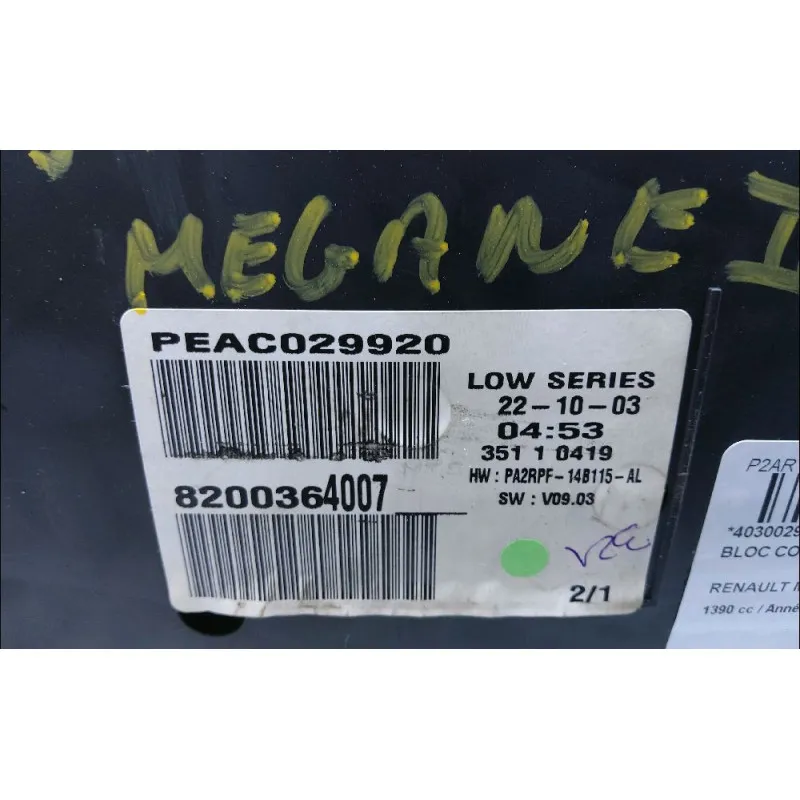 MEGANE I
PEAC029920
LOW SERIES
22-10-03
04:53
351 1 0419
HW : PA2RPF-14B115-AL
SW : V09.03
8200364007
2/1
P2AR
*4030029
BLOC CO
RENAULT M
1390 cc / Anné